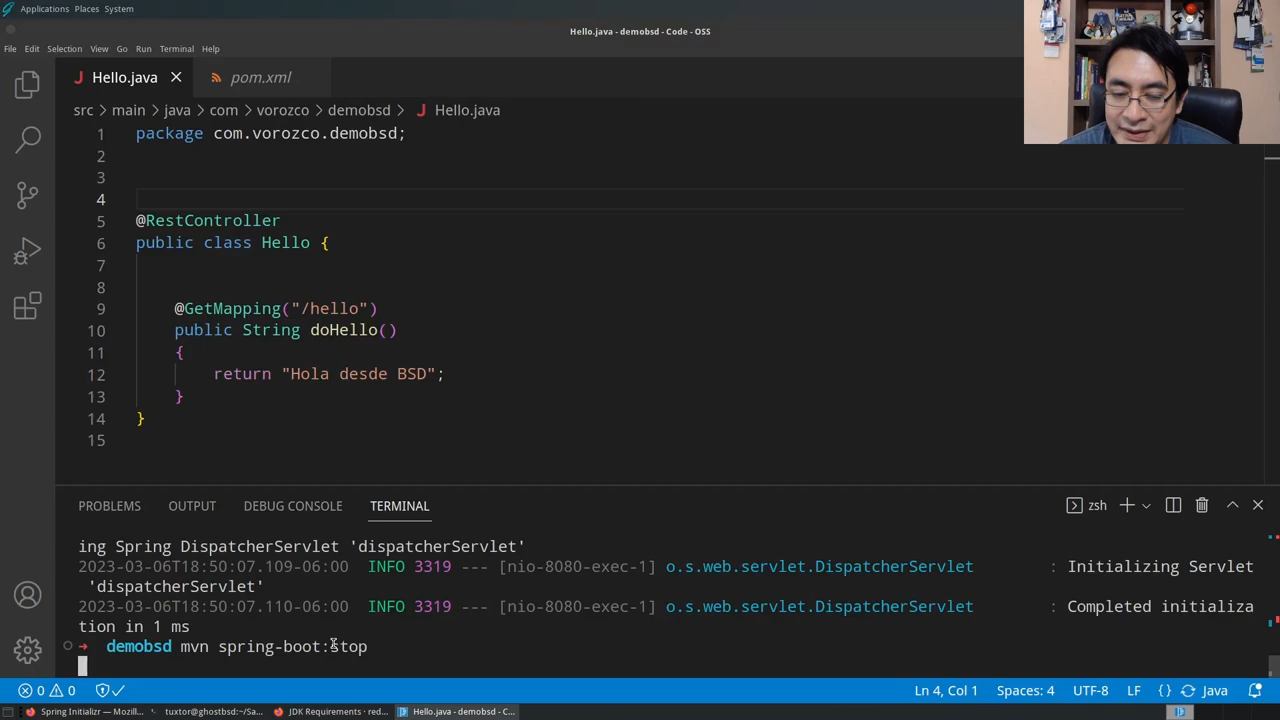 Applications Places System
Hello.java - demobsd - Code - OSS
File Edit Selection View Go Run Terminal Help
J Hello.java pom.xml
src > main > java > com > vorozco > demobsd > J Hello.java
1 package com.vorozco.demobsd;
2
3
4
5 @RestController
6 public class Hello {
7
8
9 @GetMapping("/hello")
10 public String doHello()
11 {
12 return "Hola desde BSD";
13 }
14 }
15
PROBLEMS OUTPUT DEBUG CONSOLE TERMINAL zsh
ing Spring DispatcherServlet 'dispatcherServlet'
2023-03-06T18:50:07.109-06:00 INFO 3319 --- [nio-8080-exec-1] o.s.web.servlet.DispatcherServlet : Initializing Servlet
'dispatcherServlet'
2023-03-06T18:50:07.110-06:00 INFO 3319 --- [nio-8080-exec-1] o.s.web.servlet.DispatcherServlet : Completed initializa
tion in 1 ms
→ demobsd mvn spring-boot:stop
0 0 Ln 4, Col 1 Spaces: 4 UTF-8 LF {} Java
Spring Initializr — Mozill... tuxtor@ghostbsd:~/Sa... JDK Requirements · red... Hello.java - demobsd - C...